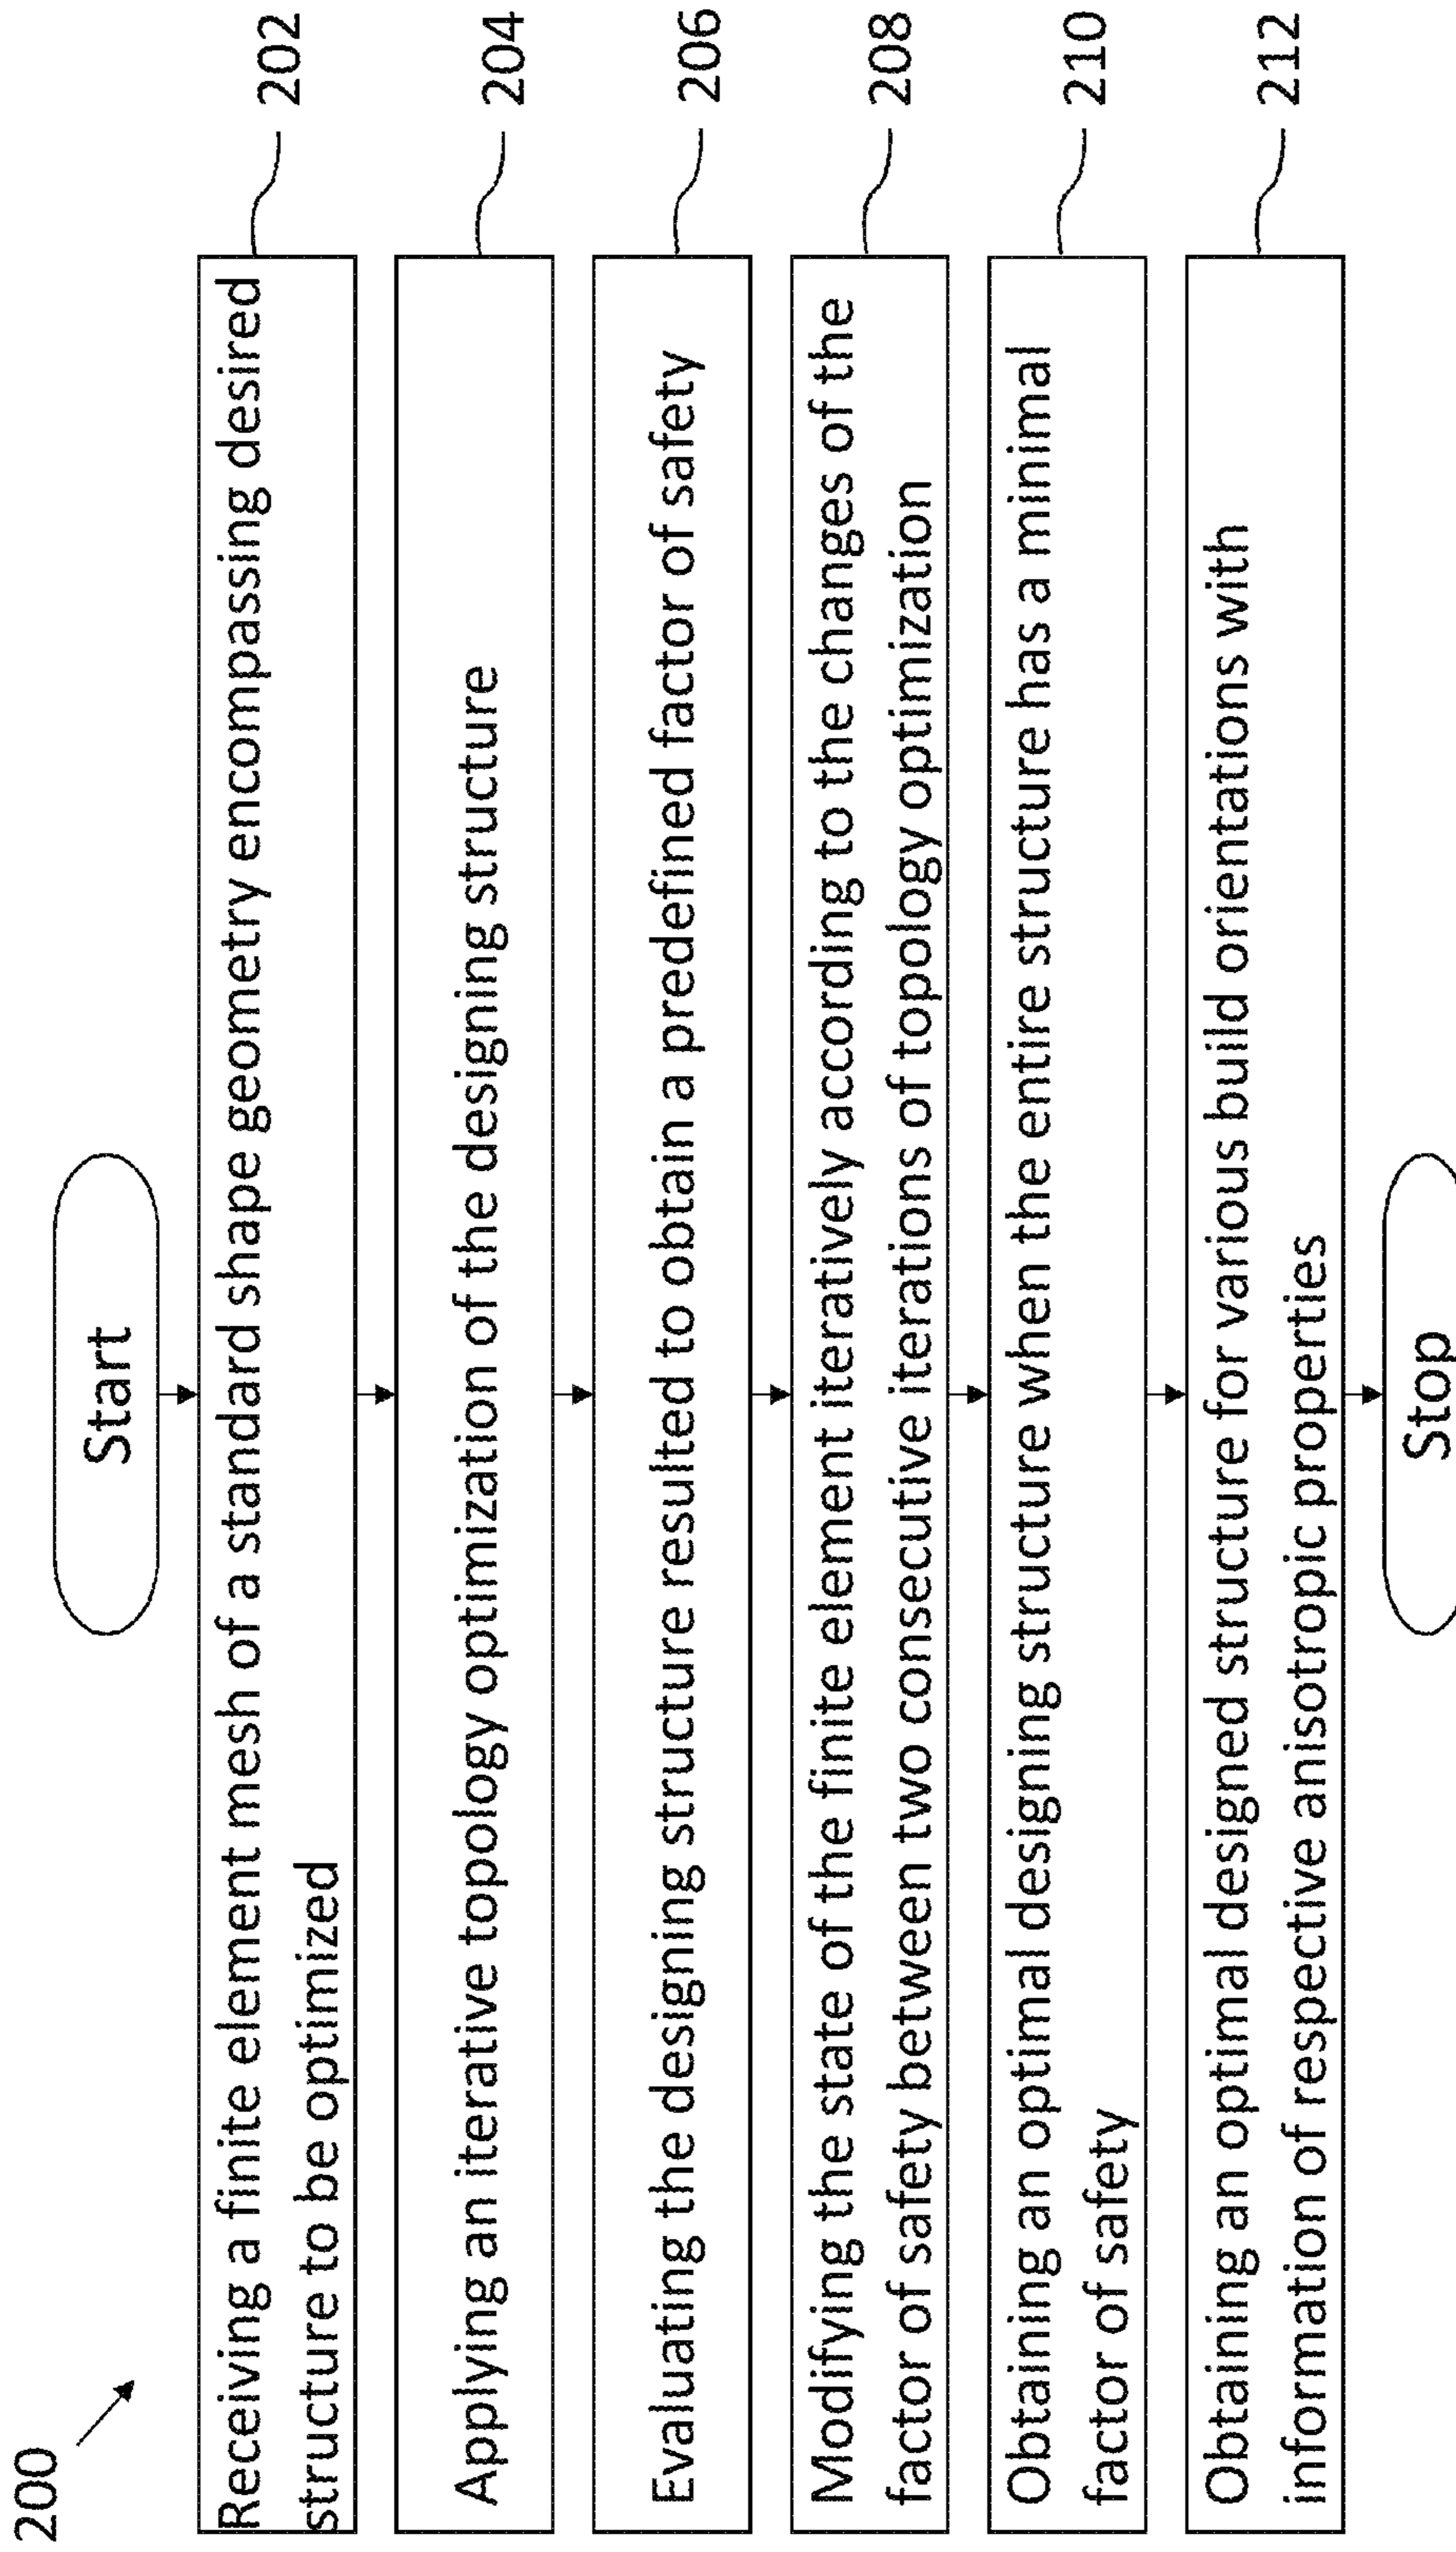 200
Start
Receiving a finite element mesh of a standard shape geometry encompassing desired
structure to be optimized
202
Applying an iterative topology optimization of the designing structure
204
Evaluating the designing structure resulted to obtain a predefined factor of safety
206
Modifying the state of the finite element iteratively according to the changes of the
factor of safety between two consecutive iterations of topology optimization
208
Obtaining an optimal designing structure when the entire structure has a minimal
factor of safety
210
Obtaining an optimal designed structure for various build orientations with
information of respective anisotropic properties
212
Stop